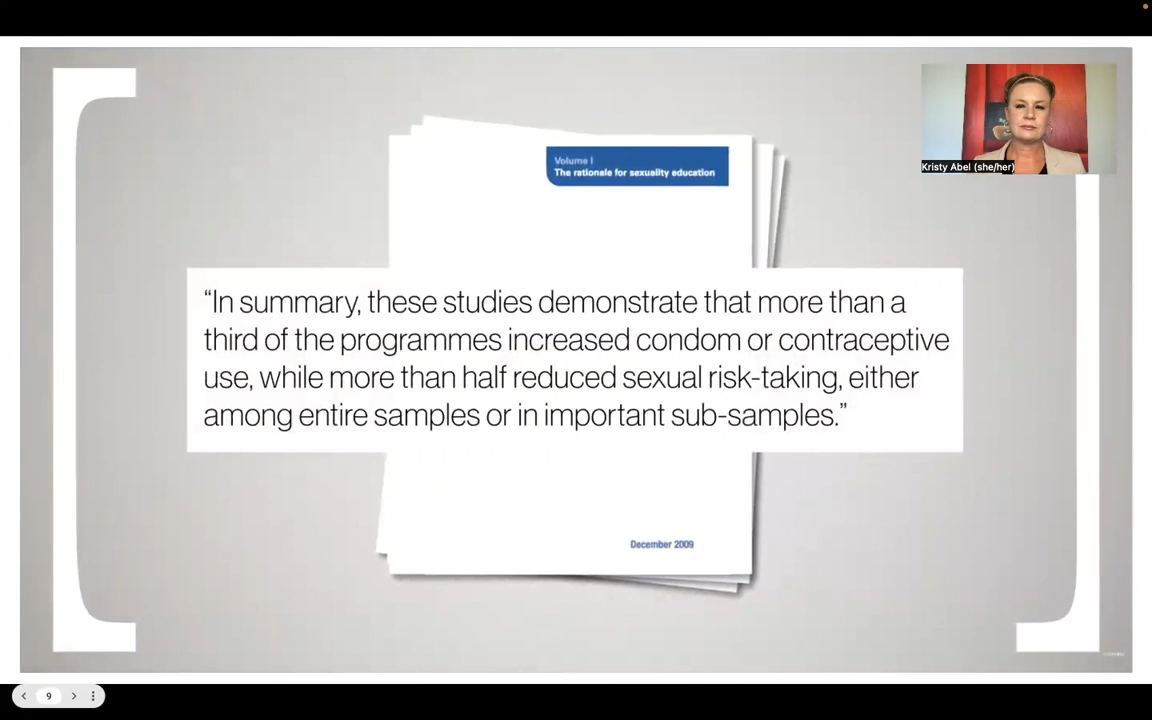 Volume I
The rationale for sexuality education
Kristy Abel (she/her)
“In summary, these studies demonstrate that more than a
third of the programmes increased condom or contraceptive
use, while more than half reduced sexual risk-taking, either
among entire samples or in important sub-samples.”
December 2009
9